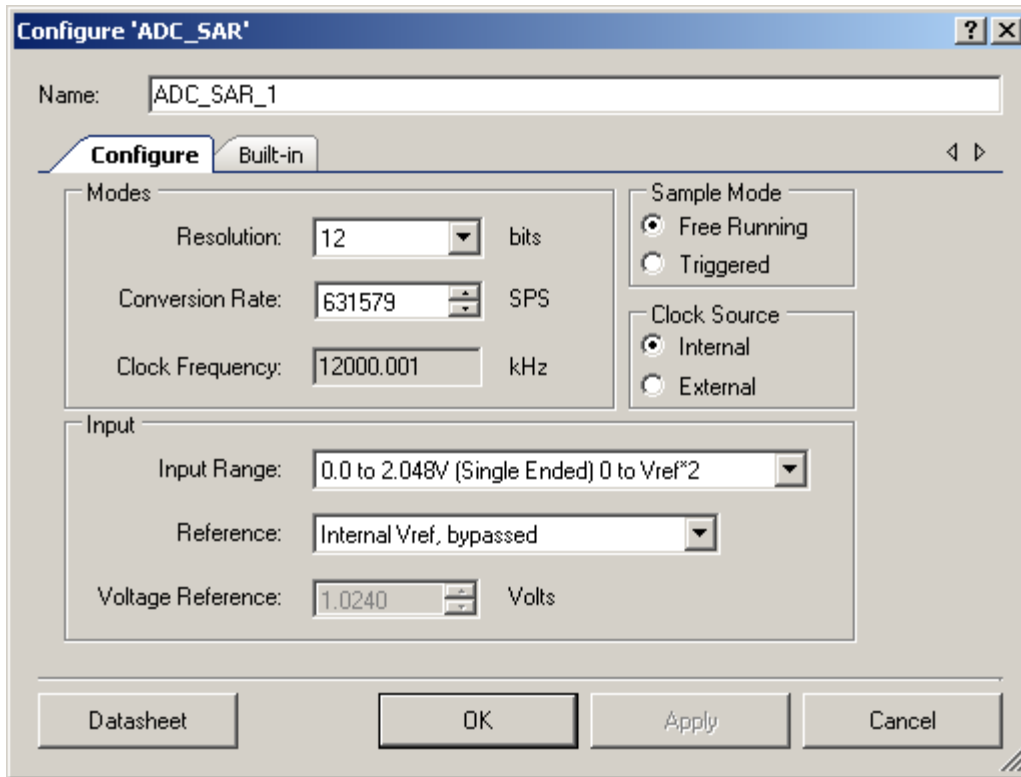 Configure 'ADC_SAR'
Name: ADC_SAR_1
Configure Built-in
Modes
Resolution: 12 bits
Conversion Rate: 631579 SPS
Clock Frequency: 12000.001 kHz
Sample Mode
Free Running
Triggered
Clock Source
Internal
External
Input
Input Range: 0.0 to 2.048V (Single Ended) 0 to Vref*2
Reference: Internal Vref, bypassed
Voltage Reference: 1.0240 Volts
Datasheet OK Apply Cancel